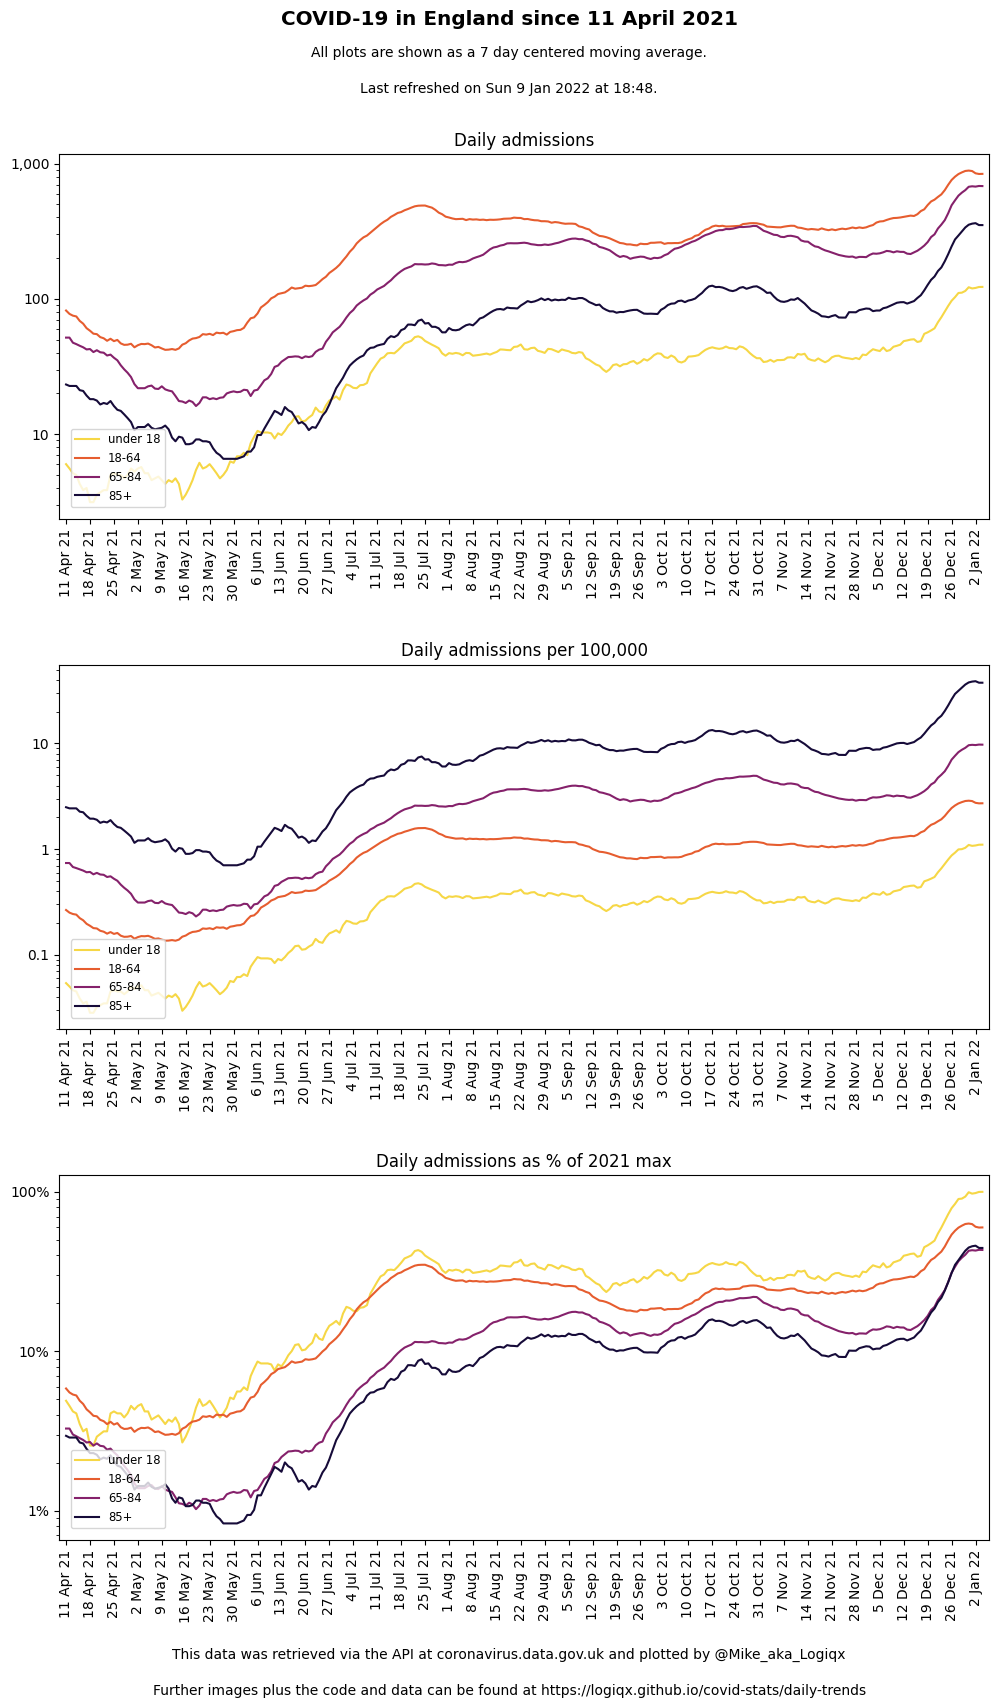 COVID-19 in England since 11 April 2021
All plots are shown as a 7 day centered moving average.
Last refreshed on Sun 9 Jan 2022 at 18:48.
Daily admissions
1,000
100
10
under 18
18-64
65-84
85+
11 Apr 21
18 Apr 21
25 Apr 21
2 May 21
9 May 21
16 May 21
23 May 21
30 May 21
6 Jun 21
13 Jun 21
20 Jun 21
27 Jun 21
4 Jul 21
11 Jul 21
18 Jul 21
25 Jul 21
1 Aug 21
8 Aug 21
15 Aug 21
22 Aug 21
29 Aug 21
5 Sep 21
12 Sep 21
19 Sep 21
26 Sep 21
3 Oct 21
10 Oct 21
17 Oct 21
24 Oct 21
31 Oct 21
7 Nov 21
14 Nov 21
21 Nov 21
28 Nov 21
5 Dec 21
12 Dec 21
19 Dec 21
26 Dec 21
2 Jan 22
Daily admissions per 100,000
10
1
0.1
under 18
18-64
65-84
85+
11 Apr 21
18 Apr 21
25 Apr 21
2 May 21
9 May 21
16 May 21
23 May 21
30 May 21
6 Jun 21
13 Jun 21
20 Jun 21
27 Jun 21
4 Jul 21
11 Jul 21
18 Jul 21
25 Jul 21
1 Aug 21
8 Aug 21
15 Aug 21
22 Aug 21
29 Aug 21
5 Sep 21
12 Sep 21
19 Sep 21
26 Sep 21
3 Oct 21
10 Oct 21
17 Oct 21
24 Oct 21
31 Oct 21
7 Nov 21
14 Nov 21
21 Nov 21
28 Nov 21
5 Dec 21
12 Dec 21
19 Dec 21
26 Dec 21
2 Jan 22
Daily admissions as % of 2021 max
100%
10%
1%
under 18
18-64
65-84
85+
11 Apr 21
18 Apr 21
25 Apr 21
2 May 21
9 May 21
16 May 21
23 May 21
30 May 21
6 Jun 21
13 Jun 21
20 Jun 21
27 Jun 21
4 Jul 21
11 Jul 21
18 Jul 21
25 Jul 21
1 Aug 21
8 Aug 21
15 Aug 21
22 Aug 21
29 Aug 21
5 Sep 21
12 Sep 21
19 Sep 21
26 Sep 21
3 Oct 21
10 Oct 21
17 Oct 21
24 Oct 21
31 Oct 21
7 Nov 21
14 Nov 21
21 Nov 21
28 Nov 21
5 Dec 21
12 Dec 21
19 Dec 21
26 Dec 21
2 Jan 22
This data was retrieved via the API at coronavirus.data.gov.uk and plotted by @Mike_aka_Logiqx
Further images plus the code and data can be found at https://logiqx.github.io/covid-stats/daily-trends